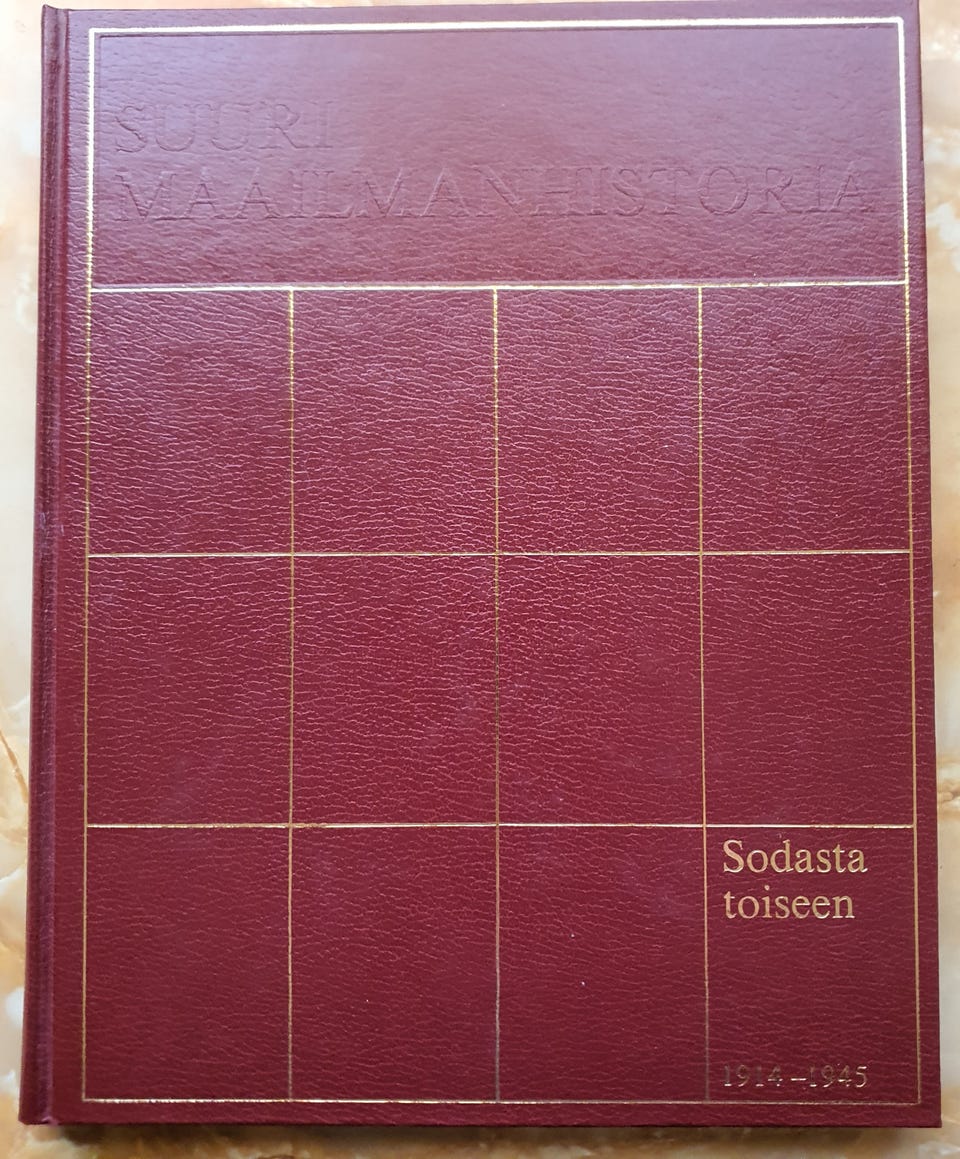 SUURI
MAAILMANHISTORIA
Sodasta
toiseen
1914–1945